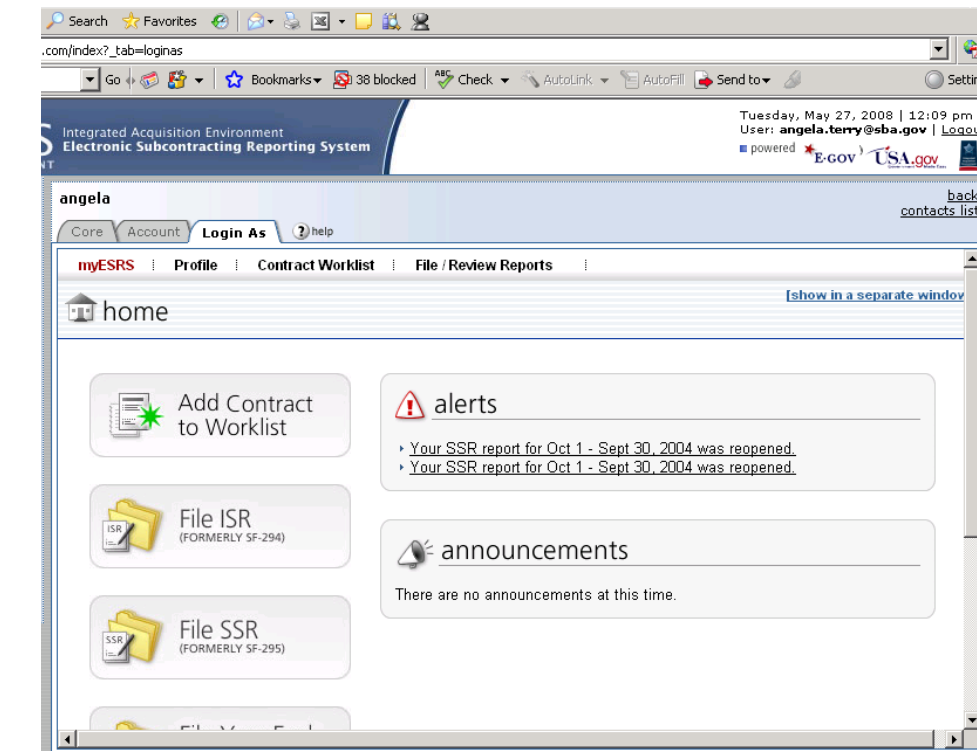 Search Favorites
.com/index?_tab=loginas
Go Bookmarks 38 blocked ABC Check AutoLink AutoFill Send to Settin
S Integrated Acquisition Environment
Electronic Subcontracting Reporting System
NT
Tuesday, May 27, 2008 | 12:09 pm
User: angela.terry@sba.gov | Logou
powered E-GOV USA.gov
angela
back
contacts list
Core Account Login As ? help
myESRS Profile Contract Worklist File / Review Reports
home
[show in a separate window
Add Contract
to Worklist
alerts
Your SSR report for Oct 1 - Sept 30, 2004 was reopened.
Your SSR report for Oct 1 - Sept 30, 2004 was reopened.
ISR
File ISR
(FORMERLY SF-294)
announcements
There are no announcements at this time.
SSR
File SSR
(FORMERLY SF-295)